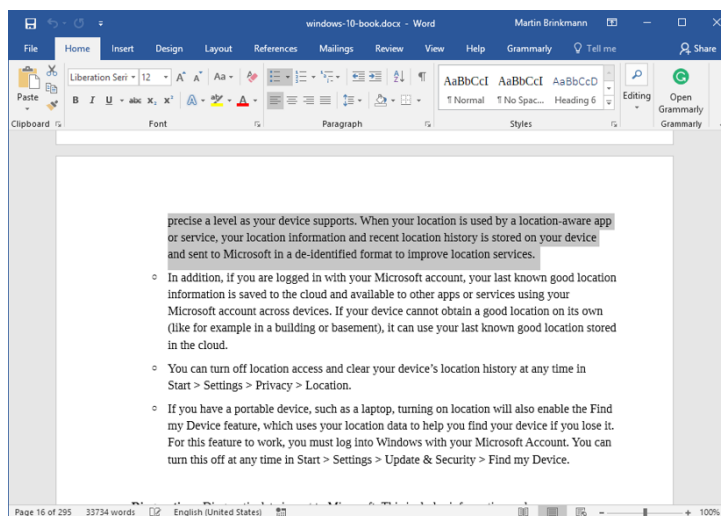 windows-10-book.docx - Word
Martin Brinkmann
File Home Insert Design Layout References Mailings Review View Help Grammarly Tell me Share
Paste
Liberation Seri 12 A A Aa
B I U abc x₂ x² A ab A
AaBbCcI AaBbCcI AaBbCcD
¶ Normal ¶ No Spac... Heading 6
Editing
Open Grammarly
Clipboard Font Paragraph Styles Grammarly
precise a level as your device supports. When your location is used by a location-aware app
or service, your location information and recent location history is stored on your device
and sent to Microsoft in a de-identified format to improve location services.
In addition, if you are logged in with your Microsoft account, your last known good location
information is saved to the cloud and available to other apps or services using your
Microsoft account across devices. If your device cannot obtain a good location on its own
(like for example in a building or basement), it can use your last known good location stored
in the cloud.
You can turn off location access and clear your device’s location history at any time in
Start > Settings > Privacy > Location.
If you have a portable device, such as a laptop, turning on location will also enable the Find
my Device feature, which uses your location data to help you find your device if you lose it.
For this feature to work, you must log into Windows with your Microsoft Account. You can
turn this off at any time in Start > Settings > Update & Security > Find my Device.
Page 16 of 295 33734 words English (United States) 100%